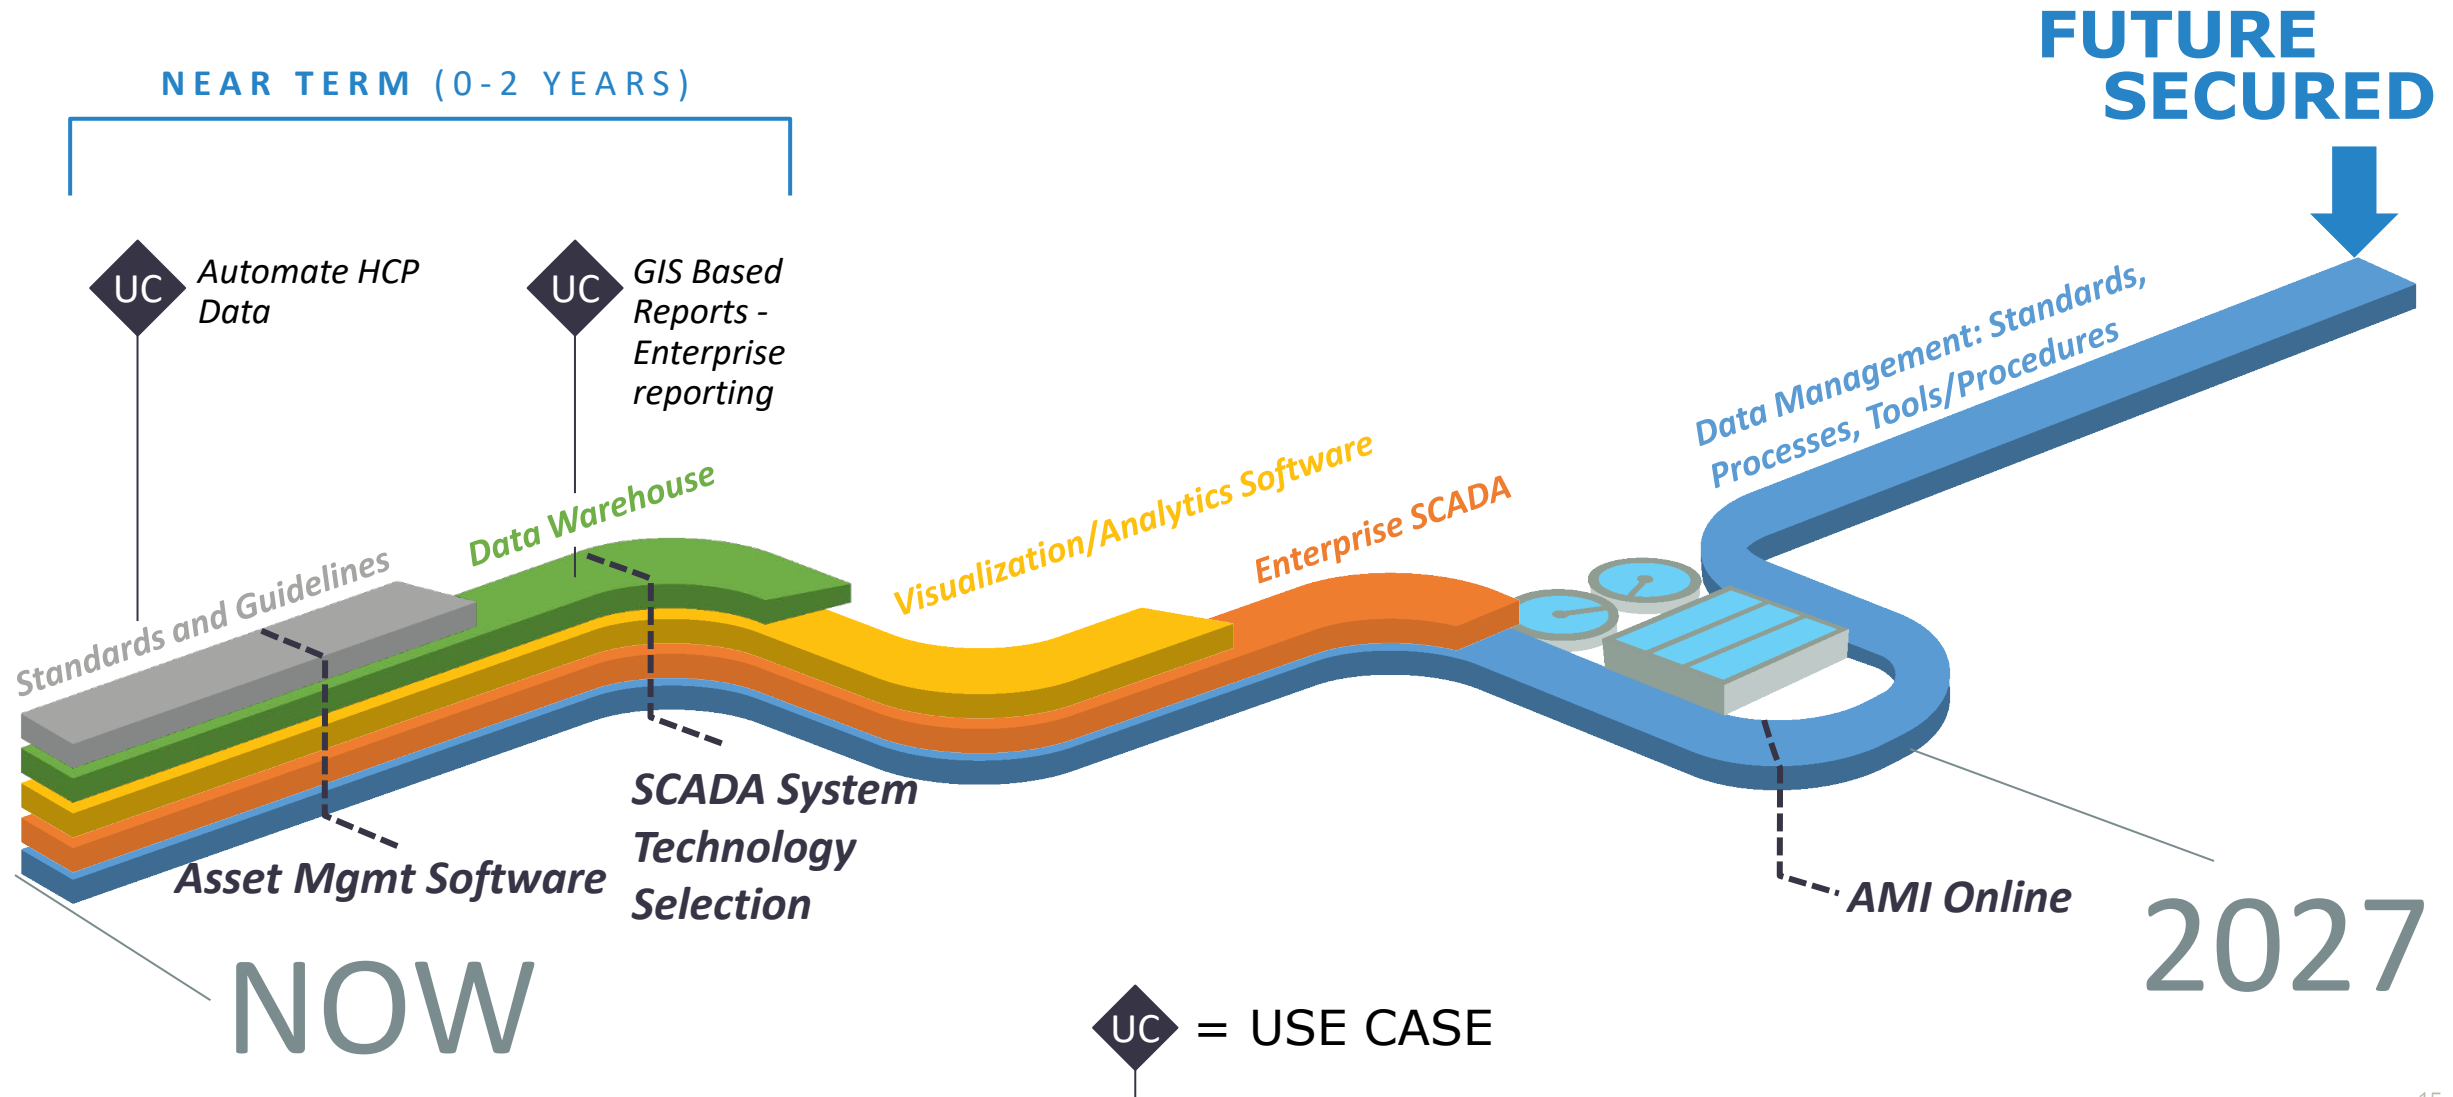 FUTURE
SECURED
NEAR TERM (0-2 YEARS)
UC
Automate HCP
Data
UC
GIS Based
Reports -
Enterprise
reporting
Standards and Guidelines
Data Warehouse
Visualization/Analytics Software
Enterprise SCADA
Data Management: Standards,
Processes, Tools/Procedures
Asset Mgmt Software
SCADA System
Technology
Selection
AMI Online
NOW
2027
UC = USE CASE
15